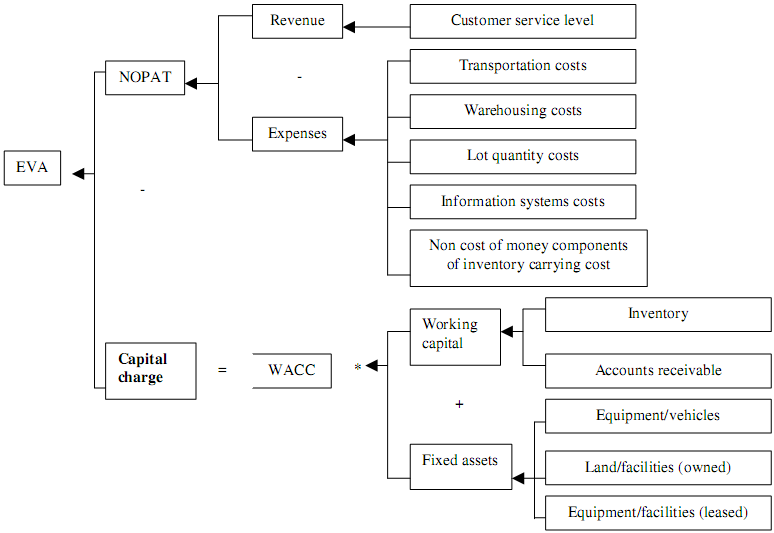 Revenue
Customer service level
NOPAT
-
Transportation costs
Warehousing costs
Expenses
Lot quantity costs
EVA
-
Information systems costs
Non cost of money components
of inventory carrying cost
Capital
charge
=
WACC
*
Working
capital
Inventory
Accounts receivable
+
Fixed assets
Equipment/vehicles
Land/facilities (owned)
Equipment/facilities (leased)